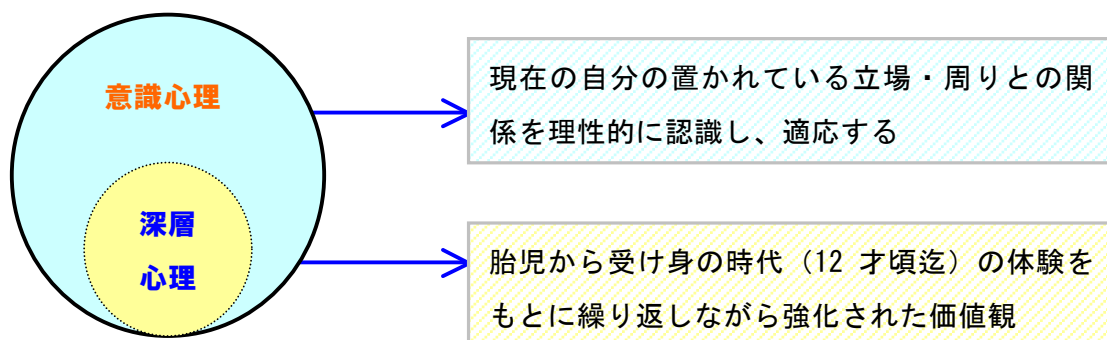 意識心理
深層
心理
現在の自分の置かれている立場・周りとの関
係を理性的に認識し、適応する
胎児から受け身の時代（12 才頃迄）の体験を
もとに繰り返しながら強化された価値観